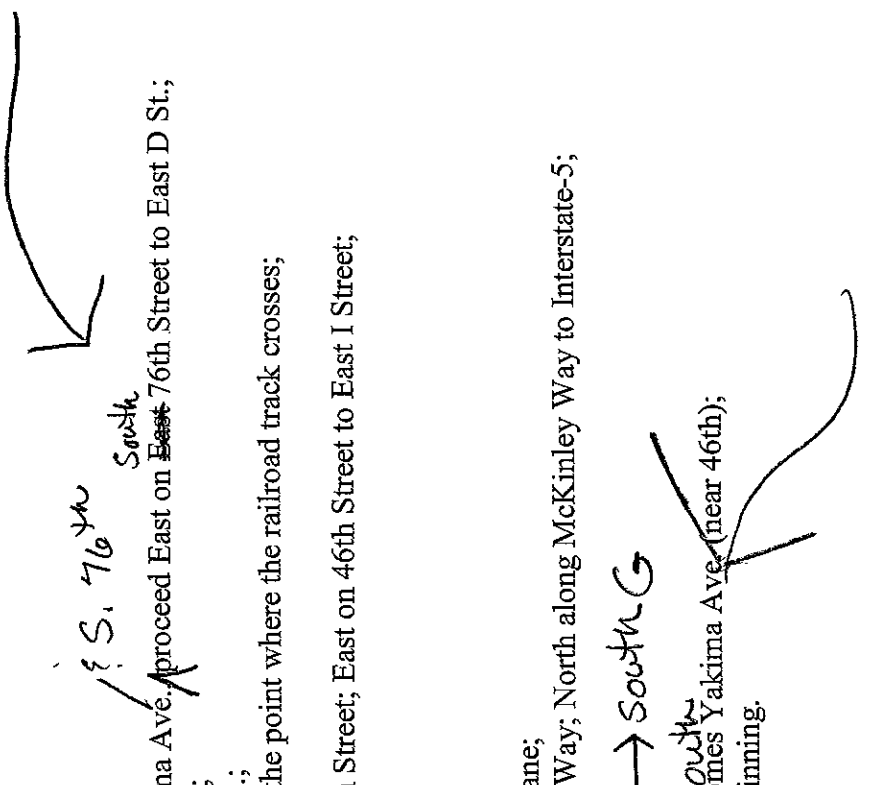 & S. 76th
South
na Ave. proceed East on East 76th Street to East D St.;
;
.;
the point where the railroad track crosses;
Street; East on 46th Street to East I Street;
ane;
Way; North along McKinley Way to Interstate-5;
→ South G
outh
mes Yakima Ave. (near 46th);
inning.